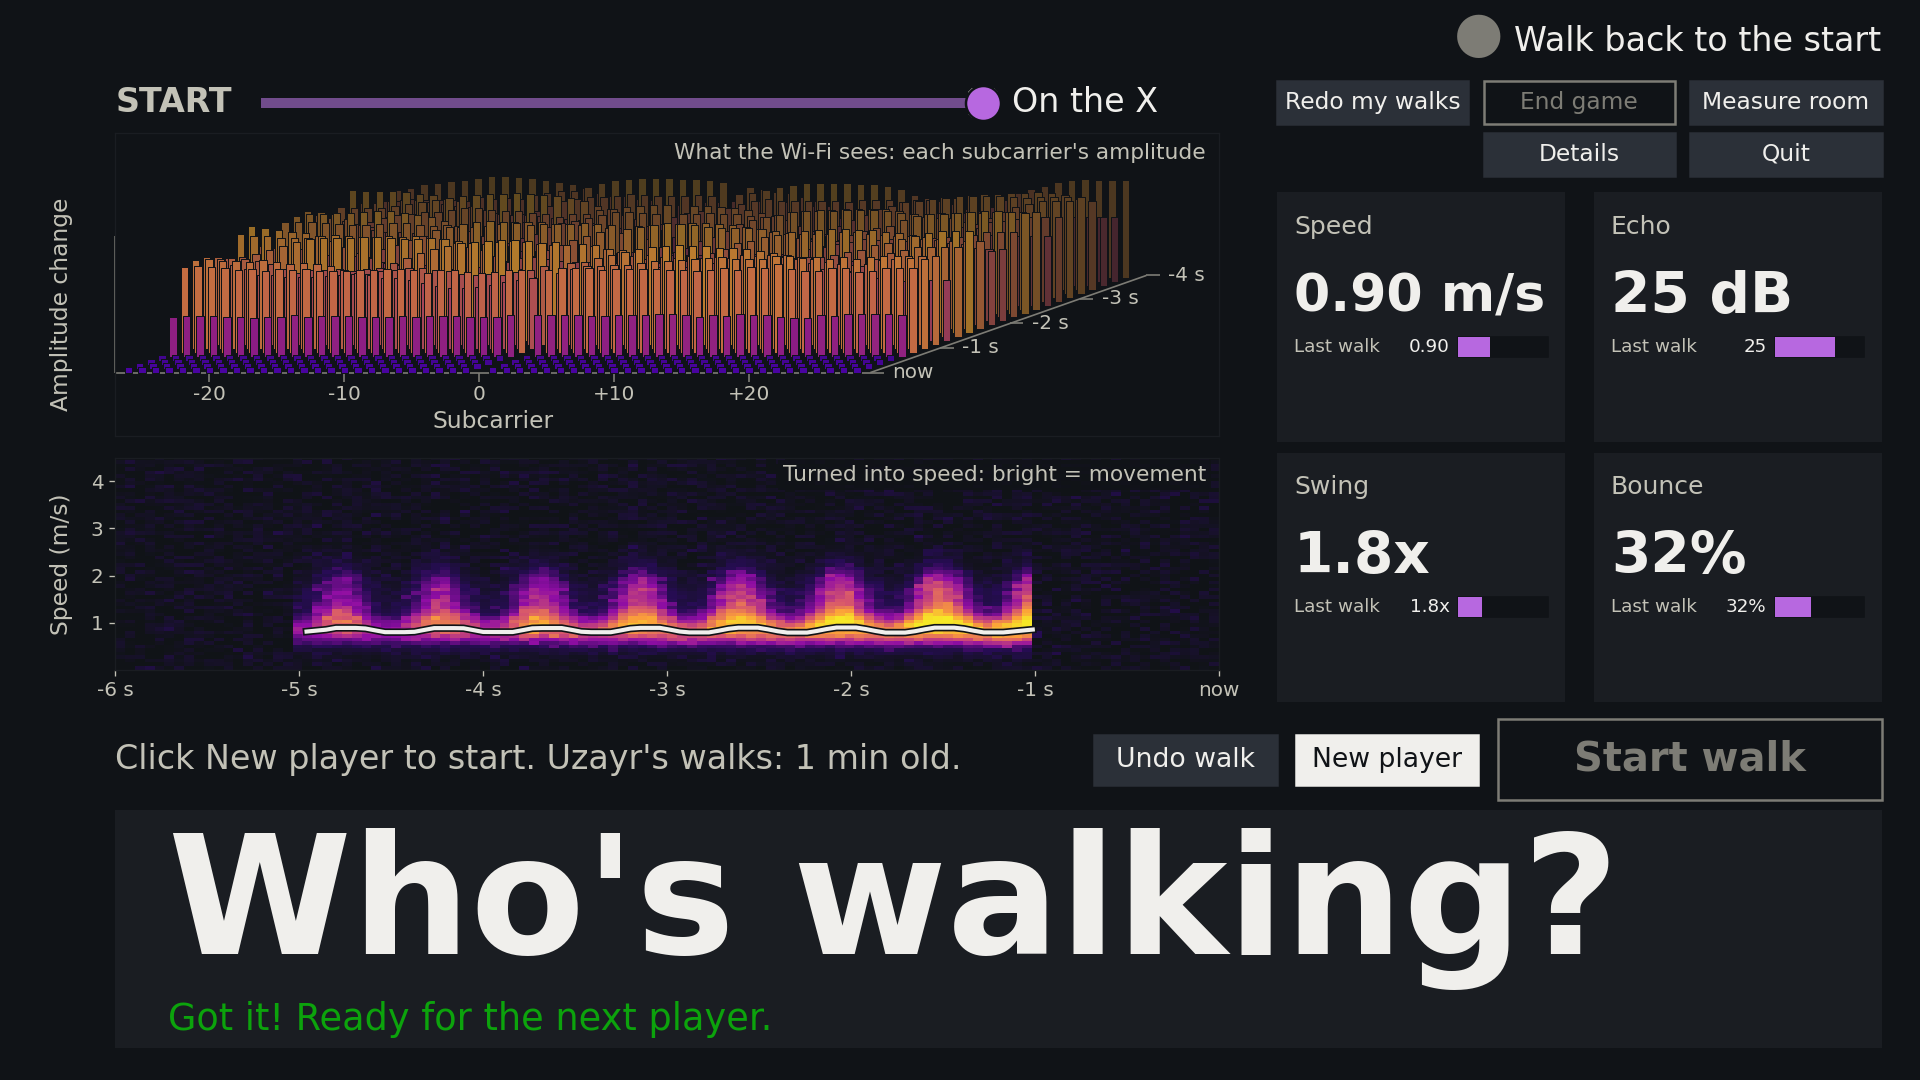 Walk back to the start
START
On the X
Redo my walks
End game
Measure room
Details
Quit
What the Wi-Fi sees: each subcarrier's amplitude
Amplitude change
-4 s
-3 s
-2 s
-1 s
now
-20
-10
0
+10
+20
Subcarrier
Speed
0.90 m/s
Last walk 0.90
Echo
25 dB
Last walk 25
Turned into speed: bright = movement
Speed (m/s)
4
3
2
1
-6 s
-5 s
-4 s
-3 s
-2 s
-1 s
now
Swing
1.8x
Last walk 1.8x
Bounce
32%
Last walk 32%
Click New player to start. Uzayr's walks: 1 min old.
Undo walk
New player
Start walk
Who's walking?
Got it! Ready for the next player.